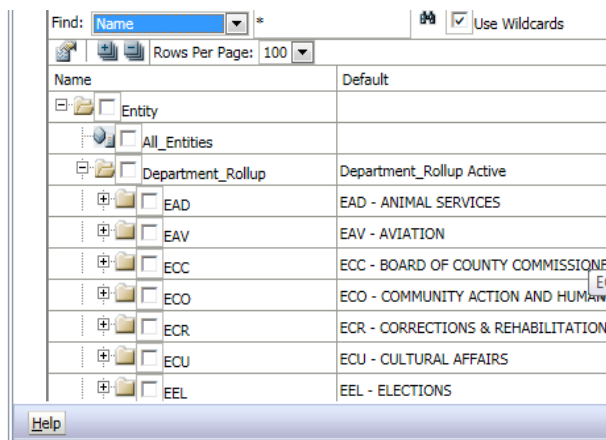 Find: Name * Use Wildcards
Rows Per Page: 100
Name Default
Entity
All_Entities
Department_Rollup Department_Rollup Active
EAD EAD - ANIMAL SERVICES
EAV EAV - AVIATION
ECC ECC - BOARD OF COUNTY
ECO ECO - COMMUNITY ACTION AND
ECR ECR - CORRECTIONS & REHABILITATION
ECU ECU - CULTURAL AFFAIRS
EEL EEL - ELECTIONS
Help